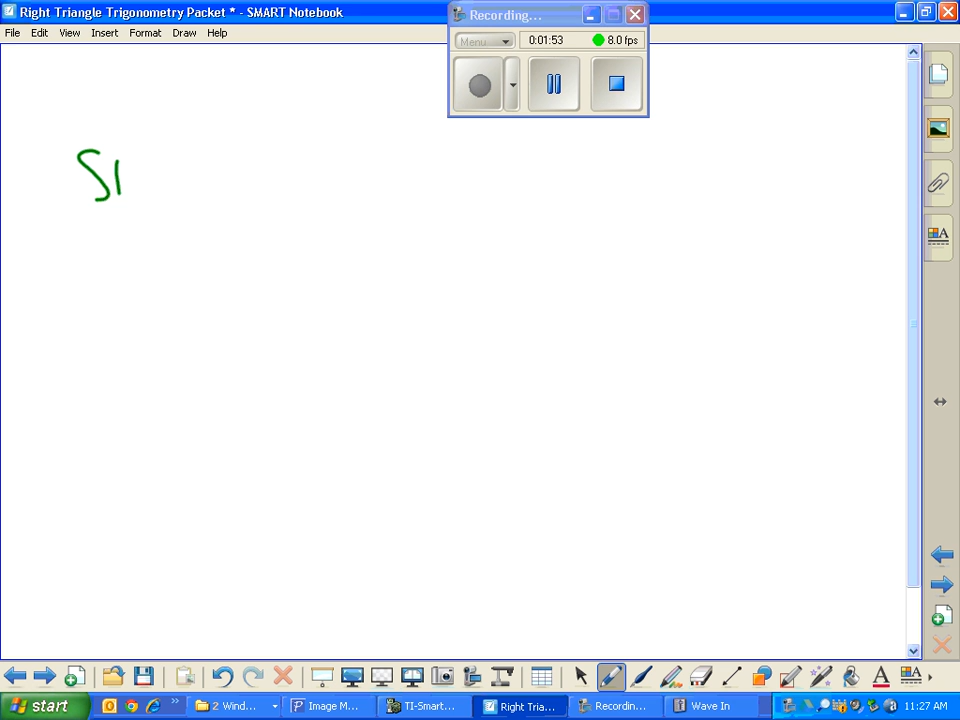 Right Triangle Trigonometry Packet * - SMART Notebook
Recording...
File Edit View Insert Format Draw Help
Menu 0:01:53 8.0 fps
SI
start 2 Wind... Image M... TI-Smart... Right Tria... Recordin... Wave In 11:27 AM